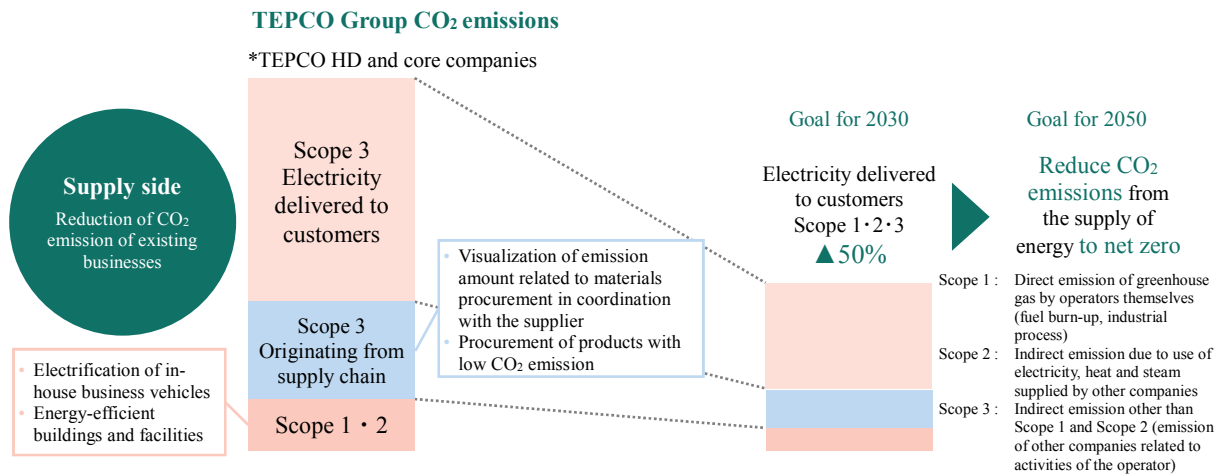 TEPCO Group CO₂ emissions
*TEPCO HD and core companies
Supply side
Reduction of CO₂
emission of existing
businesses
Scope 3
Electricity
delivered to
customers
Scope 3
Originating from
supply chain
Scope 1・2
• Electrification of in-
house business vehicles
• Energy-efficient
buildings and facilities
• Visualization of emission
amount related to materials
procurement in coordination
with the supplier
• Procurement of products with
low CO₂ emission
Goal for 2030
Electricity delivered
to customers
Scope 1・2・3
▲50%
Goal for 2050
Reduce CO₂
emissions from
the supply of
energy to net zero
Scope 1 : Direct emission of greenhouse
gas by operators themselves
(fuel burn-up, industrial
process)
Scope 2 : Indirect emission due to use of
electricity, heat and steam
supplied by other companies
Scope 3 : Indirect emission other than
Scope 1 and Scope 2 (emission
of other companies related to
activities of the operator)